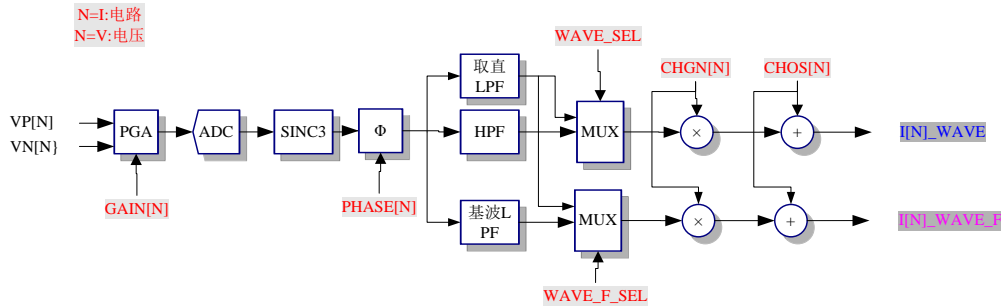 N=I:电路
N=V:电压
WAVE_SEL
取直
LPF
CHGN[N]
CHOS[N]
VP[N]
VN[N}
PGA
ADC
SINC3
Φ
HPF
MUX
×
+
I[N]_WAVE
GAIN[N]
PHASE[N]
基波L
PF
MUX
×
+
I[N]_WAVE_F
WAVE_F_SEL